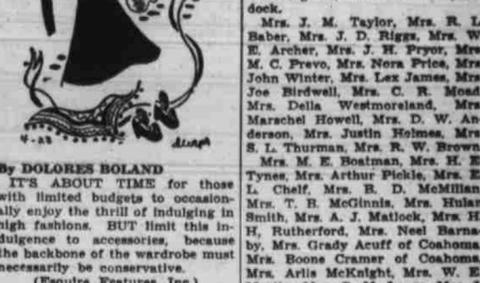 4-23
By DOLORES BOLAND
IT'S ABOUT TIME for those
with limited budgets to occasion-
ally enjoy the thrill of indulging in
high fashions. BUT limit this in-
dulgence to accessories, because
the backbone of the wardrobe must
necessarily be conservative.
(Esquire Features, Inc.)
dock.
Mrs. J. M. Taylor, Mrs. R. L.
Baber, Mrs. J. D. Riggs, Mrs. W.
E. Archer, Mrs. J. H. Pryor, Mrs
M. C. Prevo, Mrs. Nora Price, Mrs
John Winter, Mrs. Lex James, Mrs
Joe Birdwell, Mrs. C. R. Moad
Mrs. Della Westmoreland, Mrs
Marschel Howell, Mrs. D. W. An-
derson, Mrs. Justin Holmes, Mrs
S. L. Thurman, Mrs. R. W. Brown
Mrs. M. E. Boatman, Mrs. H. E
Tynes, Mrs. Arthur Pickle, Mrs. E
L. Chelf, Mrs. B. D. McMillan
Mrs. T. B. McGinnis, Mrs. Hulan
Smith, Mrs. A. J. Matlock, Mrs. H
H. Rutherford, Mrs. Neel Barna-
by, Mrs. Grady Acuff of Coahoma
Mrs. Boone Cramer of Coahoma,
Mrs. Arlis McKnight, Mrs. W. E